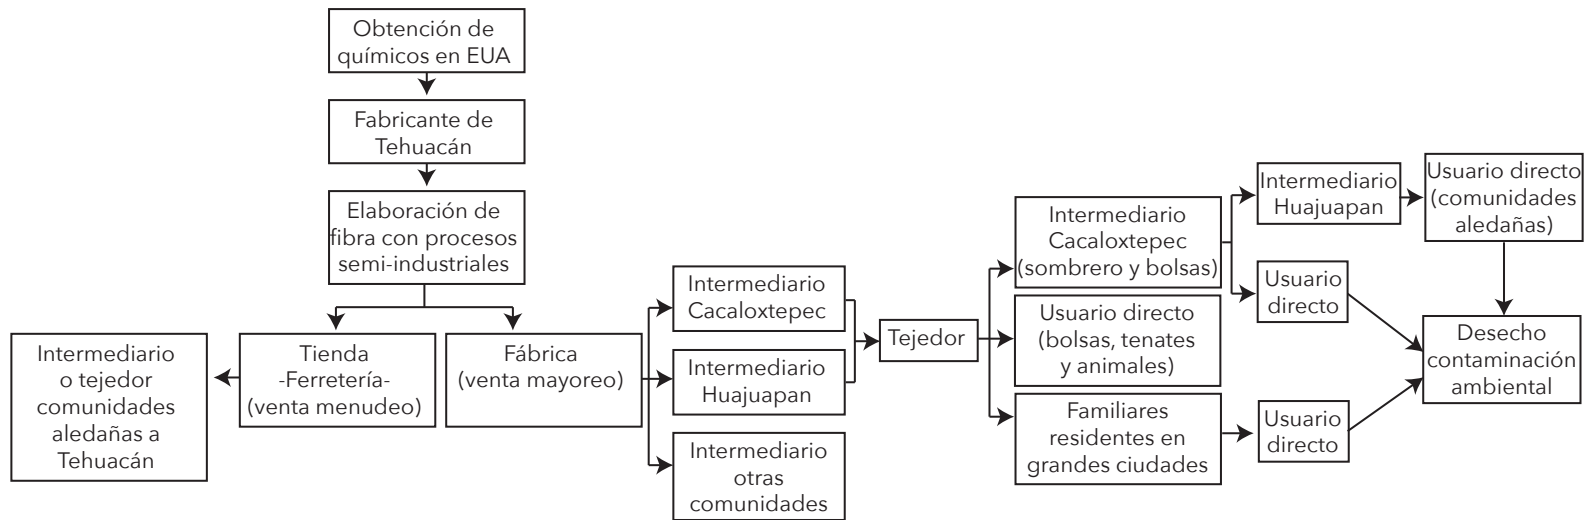 Obtención de
químicos en EUA
Fabricante de
Tehuacán
Elaboración de
fibra con procesos
semi-industriales
Intermediario
o tejedor
comunidades
aledañas a
Tehuacán
Tienda
-Ferretería-
(venta menudeo)
Fábrica
(venta mayoreo)
Intermediario
Cacaloxtepec
Intermediario
Huajuapan
Intermediario
otras
comunidades
Tejedor
Intermediario
Cacaloxtepec
(sombrero y bolsas)
Usuario directo
(bolsas, tenates
y animales)
Familiares
residentes en
grandes ciudades
Intermediario
Huajuapan
Usuario
directo
Usuario
directo
Usuario directo
(comunidades
aledañas)
Desecho
contaminación
ambiental